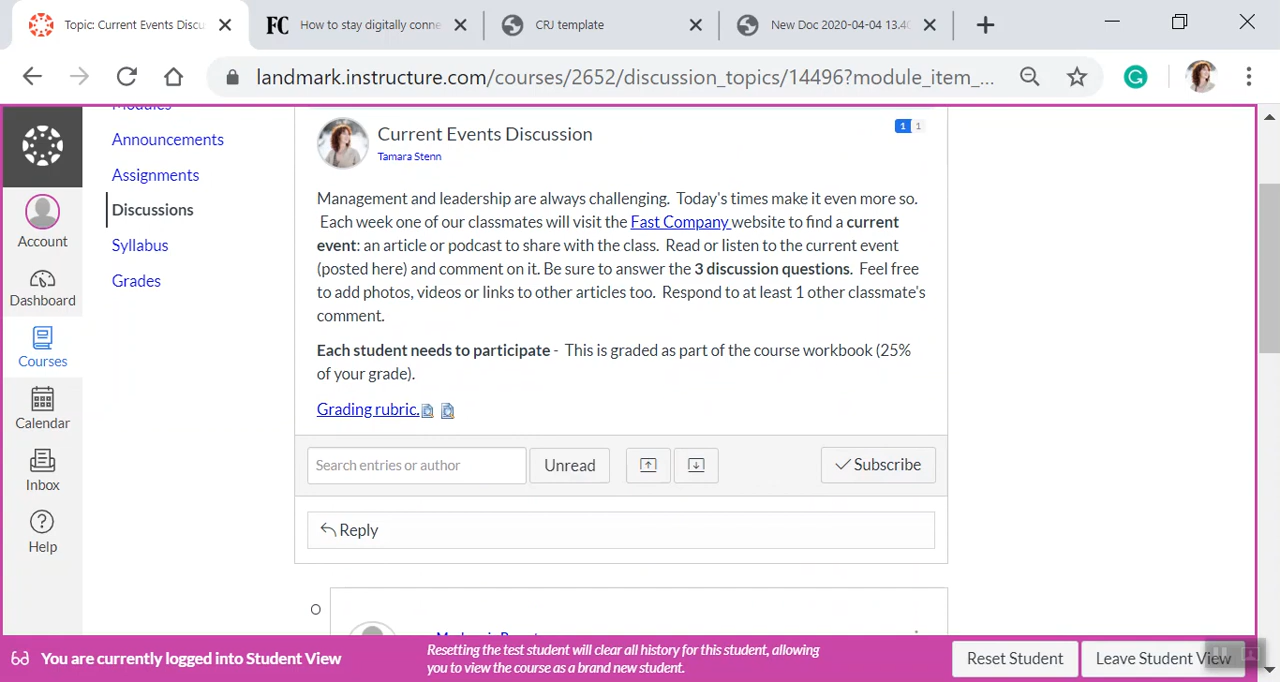 Topic: Current Events Discu
FC How to stay digitally conne
CRJ template
New Doc 2020-04-04 13.40
landmark.instructure.com/courses/2652/discussion_topics/14496?module_item_...
Modules
Announcements
Assignments
Discussions
Syllabus
Grades
Account
Dashboard
Courses
Calendar
Inbox
Help
Current Events Discussion
1 1
Tamara Stenn
Management and leadership are always challenging. Today's times make it even more so.
Each week one of our classmates will visit the Fast Company website to find a current
event: an article or podcast to share with the class. Read or listen to the current event
(posted here) and comment on it. Be sure to answer the 3 discussion questions. Feel free
to add photos, videos or links to other articles too. Respond to at least 1 other classmate's
comment.
Each student needs to participate - This is graded as part of the course workbook (25%
of your grade).
Grading rubric.
Search entries or author
Unread
Subscribe
Reply
You are currently logged into Student View
Resetting the test student will clear all history for this student, allowing
you to view the course as a brand new student.
Reset Student
Leave Student View